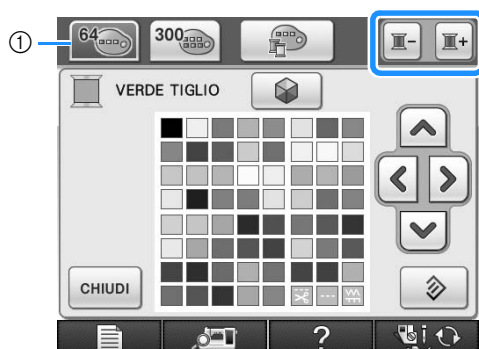 ①
64
300
- +
VERDE TIGLIO
CHIUDI
? i